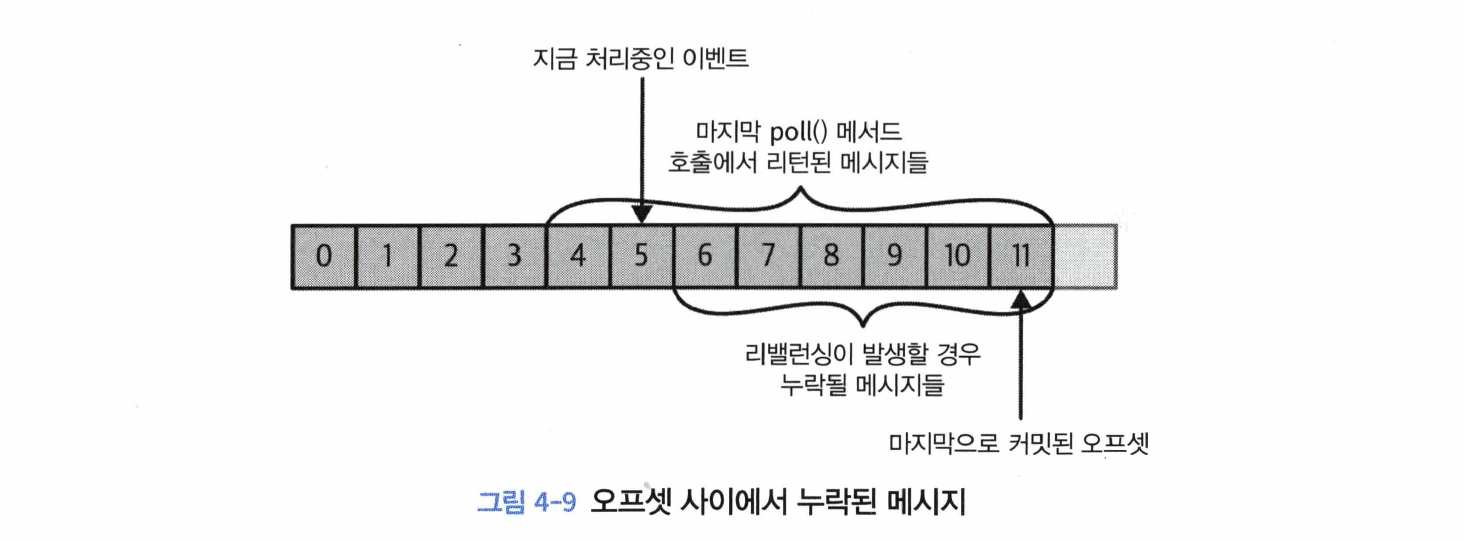 지금 처리중인 이벤트
마지막 poll() 메서드
호출에서 리턴된 메시지들
0 1 2 3 4 5 6 7 8 9 10 11
리밸런싱이 발생할 경우
누락될 메시지들
마지막으로 커밋된 오프셋
그림 4-9 오프셋 사이에서 누락된 메시지